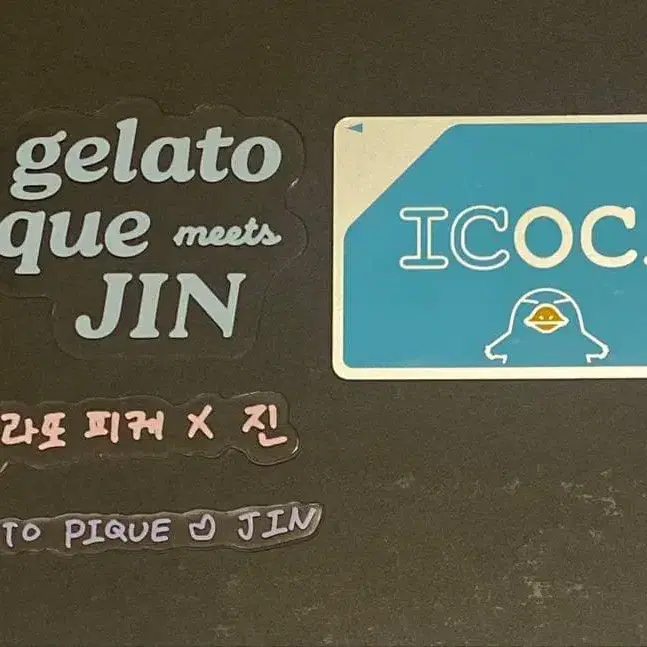 gelato
que meets
JIN
ICOC
라또 피케 X 진
TO PIQUE ♡ JIN